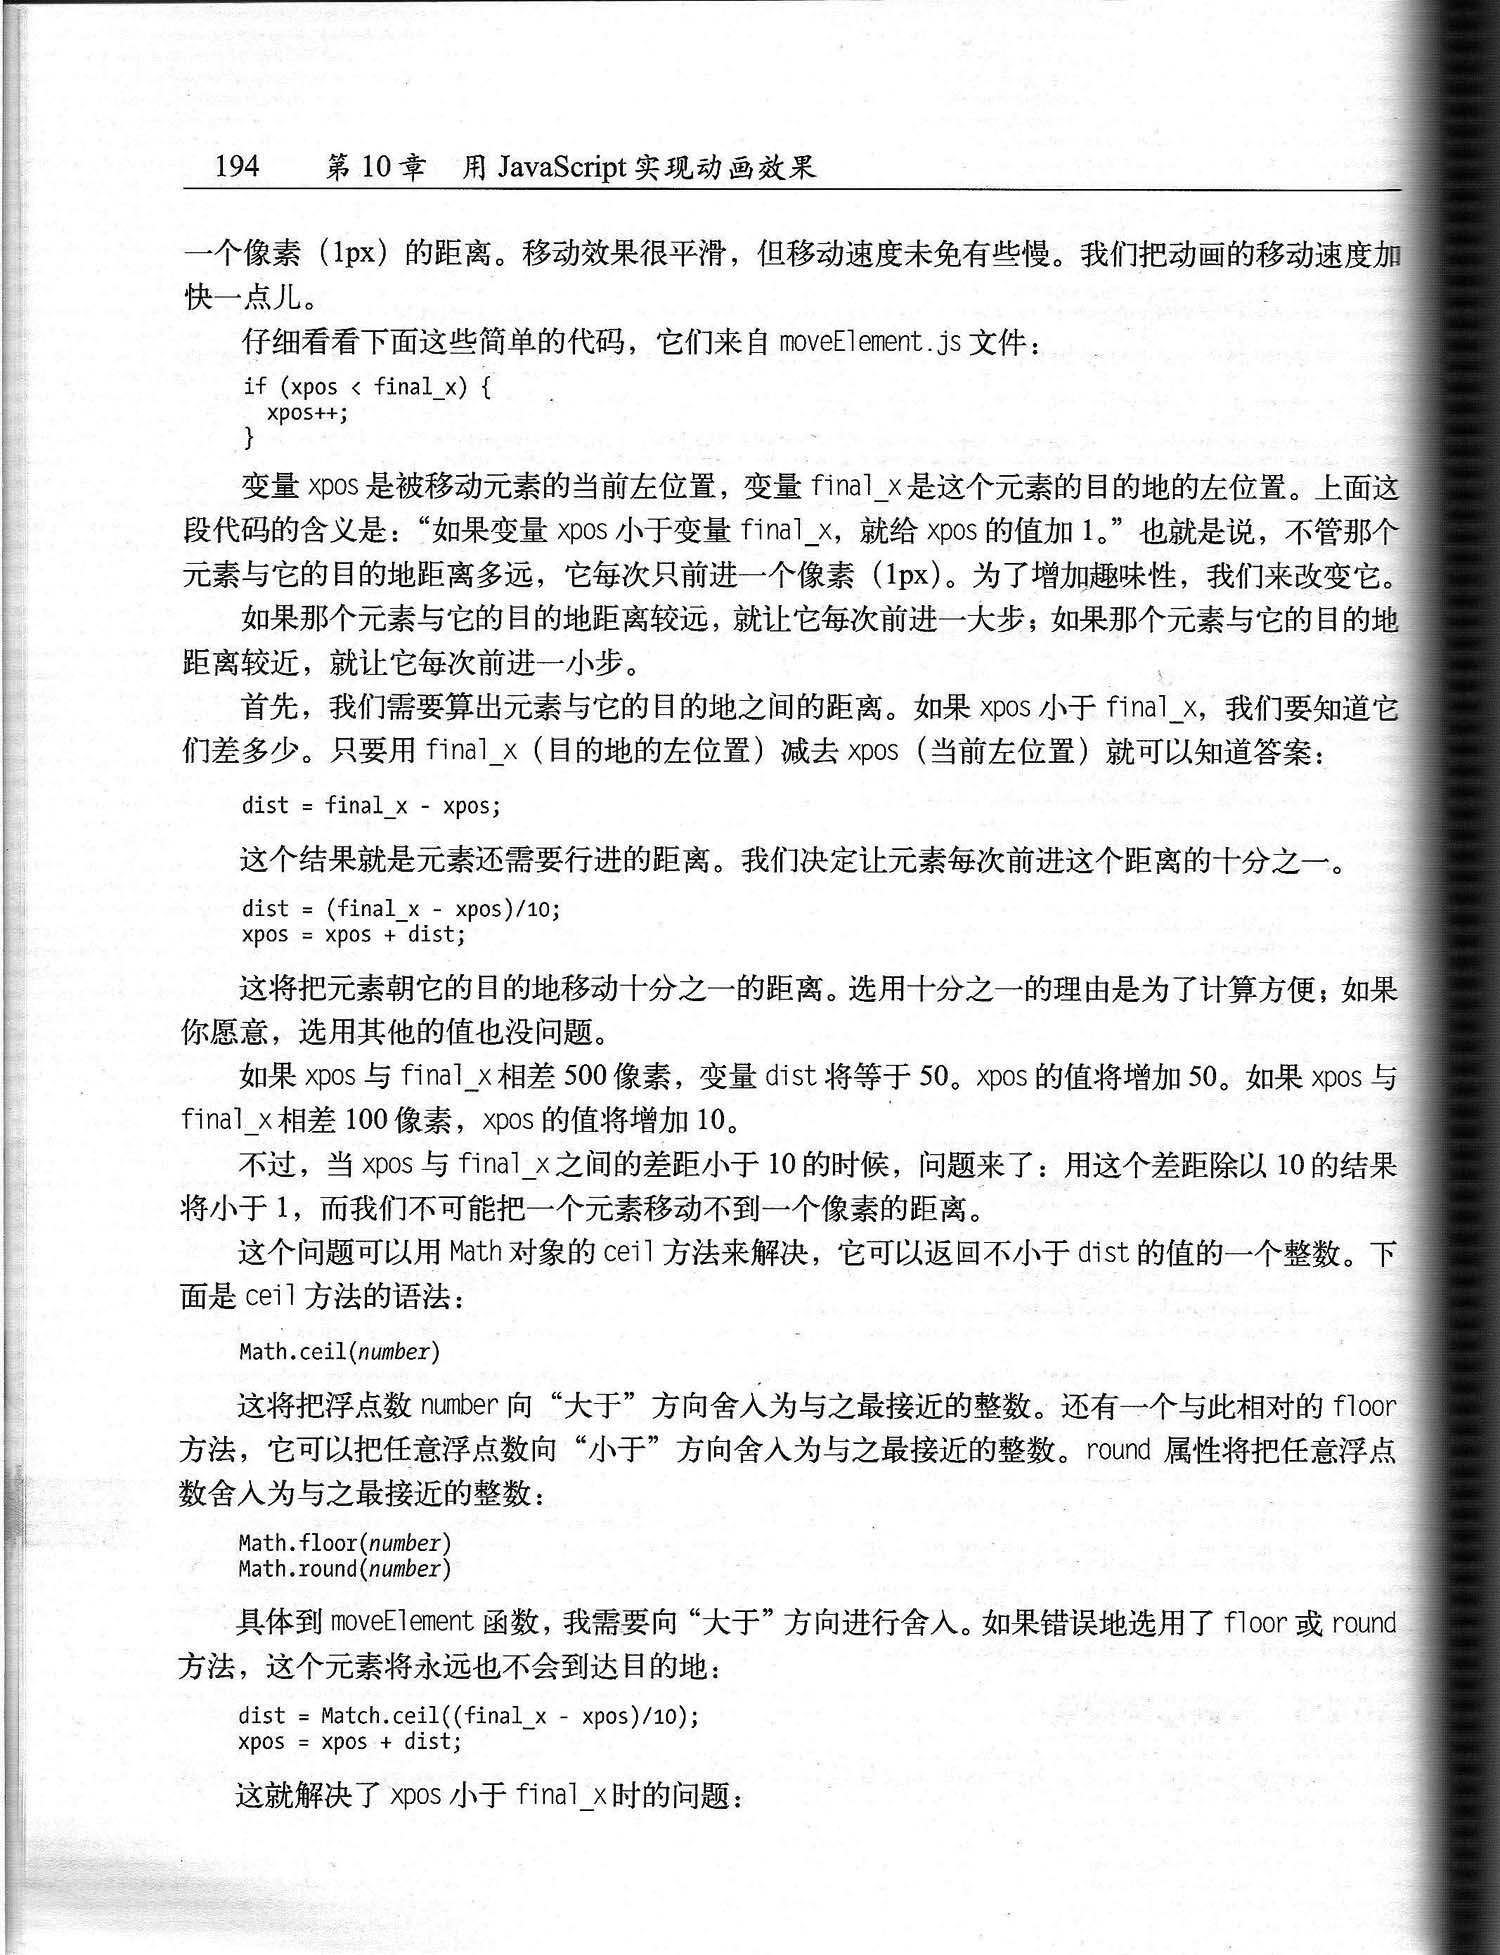 194 第 10 章 用 JavaScript 实现动画效果
一个像素（1px）的距离。移动效果很平滑，但移动速度未免有些慢。我们把动画的移动速度加
快一点儿。
仔细看看下面这些简单的代码，它们来自 moveElement.js 文件：
if (xpos < final_x) {
  xpos++;
}
变量 xpos 是被移动元素的当前左位置，变量 final_x 是这个元素的目的地的左位置。上面这
段代码的含义是：“如果变量 xpos 小于变量 final_x，就给 xpos 的值加 1。”也就是说，不管那个
元素与它的目的地距离多远，它每次只前进一个像素（1px）。为了增加趣味性，我们来改变它。
如果那个元素与它的目的地距离较远，就让它每次前进一大步；如果那个元素与它的目的地
距离较近，就让它每次前进一小步。
首先，我们需要算出元素与它的目的地之间的距离。如果 xpos 小于 final_x，我们要知道它
们差多少。只要用 final_x（目的地的左位置）减去 xpos（当前左位置）就可以知道答案：
dist = final_x - xpos;
这个结果就是元素还需要行进的距离。我们决定让元素每次前进这个距离的十分之一。
dist = (final_x - xpos)/10;
xpos = xpos + dist;
这将把元素朝它的目的地移动十分之一的距离。选用十分之一的理由是为了计算方便；如果
你愿意，选用其他的值也没问题。
如果 xpos 与 final_x 相差 500 像素，变量 dist 将等于 50。xpos 的值将增加 50。如果 xpos 与
final_x 相差 100 像素，xpos 的值将增加 10。
不过，当 xpos 与 final_x 之间的差距小于 10 的时候，问题来了：用这个差距除以 10 的结果
将小于 1，而我们不可能把一个元素移动不到一个像素的距离。
这个问题可以用 Math 对象的 ceil 方法来解决，它可以返回不小于 dist 的值的一个整数。下
面是 ceil 方法的语法：
Math.ceil(number)
这将把浮点数 number 向“大于”方向舍入为与之最接近的整数。还有一个与此相对的 floor
方法，它可以把任意浮点数向“小于”方向舍入为与之最接近的整数。round 属性将把任意浮点
数舍入为与之最接近的整数：
Math.floor(number)
Math.round(number)
具体到 moveElement 函数，我需要向“大于”方向进行舍入。如果错误地选用了 floor 或 round
方法，这个元素将永远也不会到达目的地：
dist = Match.ceil((final_x - xpos)/10);
xpos = xpos + dist;
这就解决了 xpos 小于 final_x 时的问题：